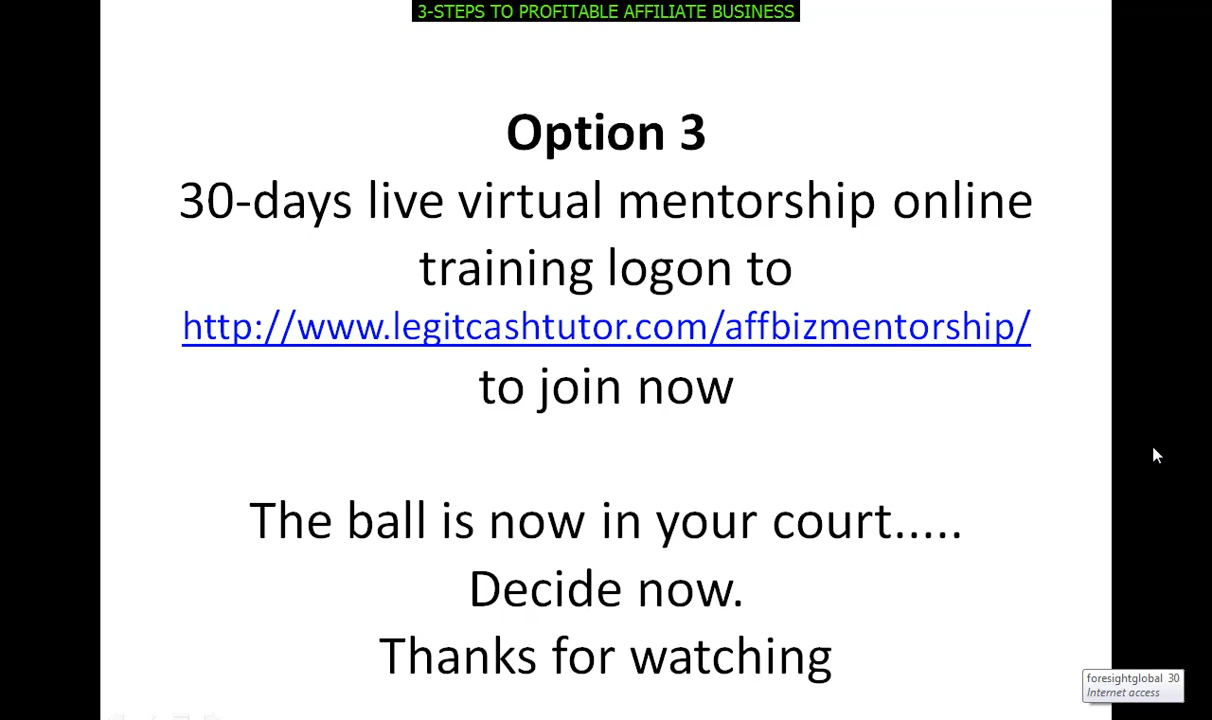 3-STEPS TO PROFITABLE AFFILIATE BUSINESS
Option 3
30-days live virtual mentorship online
training logon to
http://www.legitcashtutor.com/affbizmentorship/
to join now
The ball is now in your court.....
Decide now.
Thanks for watching
foresightglobal 30
Internet access